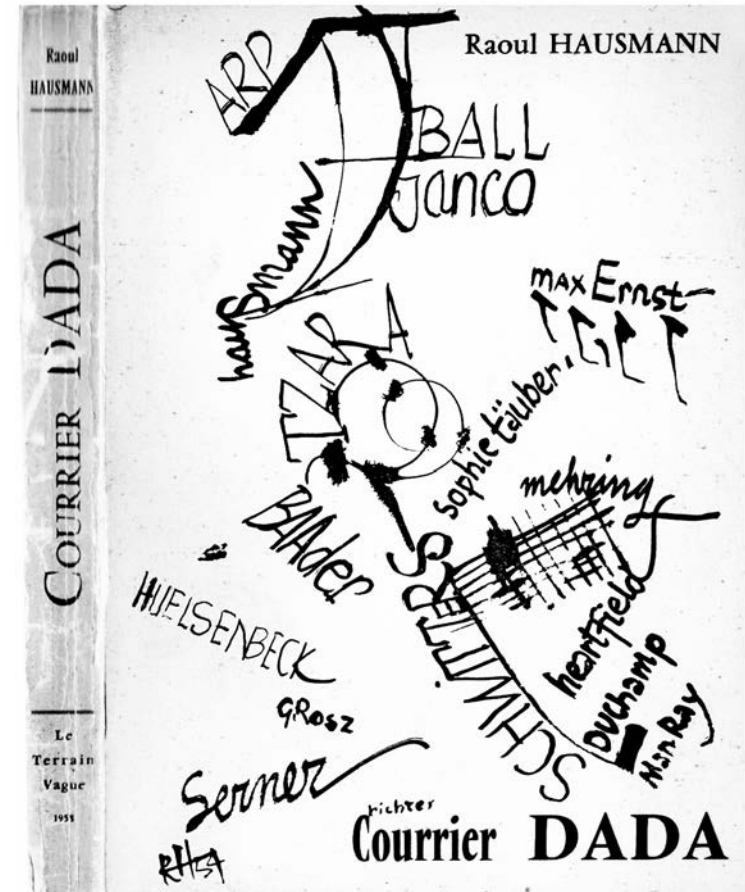 Raoul
HAUSMANN
COURRIER DADA
Le
Terrain
Vague
1958
Raoul HAUSMANN
ARP
BALL
Janco
hausmann
max Ernst
TZARA
sophie täuber
BAAder
mehring
SCHWITTERS
HUELSENBECK
heartfield
GRosz
Duchamp
Man Ray
Serner
richter
Courrier DADA